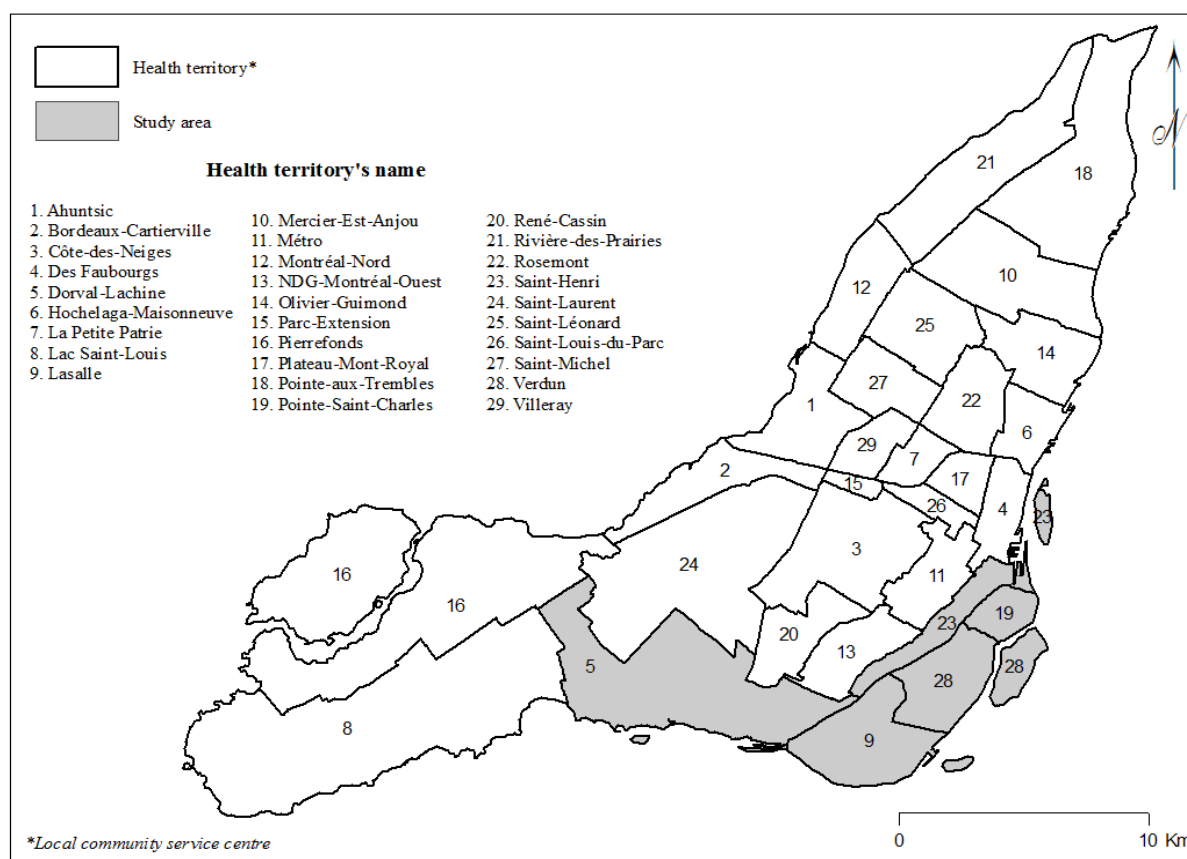 Health territory*
Study area
Health territory's name
1. Ahuntsic
2. Bordeaux-Cartierville
3. Côte-des-Neiges
4. Des Faubourgs
5. Dorval-Lachine
6. Hochelaga-Maisonneuve
7. La Petite Patrie
8. Lac Saint-Louis
9. Lasalle
10. Mercier-Est-Anjou
11. Métro
12. Montréal-Nord
13. NDG-Montréal-Ouest
14. Olivier-Guimond
15. Parc-Extension
16. Pierrefonds
17. Plateau-Mont-Royal
18. Pointe-aux-Trembles
19. Pointe-Saint-Charles
20. René-Cassin
21. Rivière-des-Prairies
22. Rosemont
23. Saint-Henri
24. Saint-Laurent
25. Saint-Léonard
26. Saint-Louis-du-Parc
27. Saint-Michel
28. Verdun
29. Villeray
N
21
18
10
12
25
14
27
22
1
6
29
7
2
17
15
26
4
23
3
16
24
11
16
19
23
20
13
5
28
28
8
9
0
10 Km
*Local community service centre